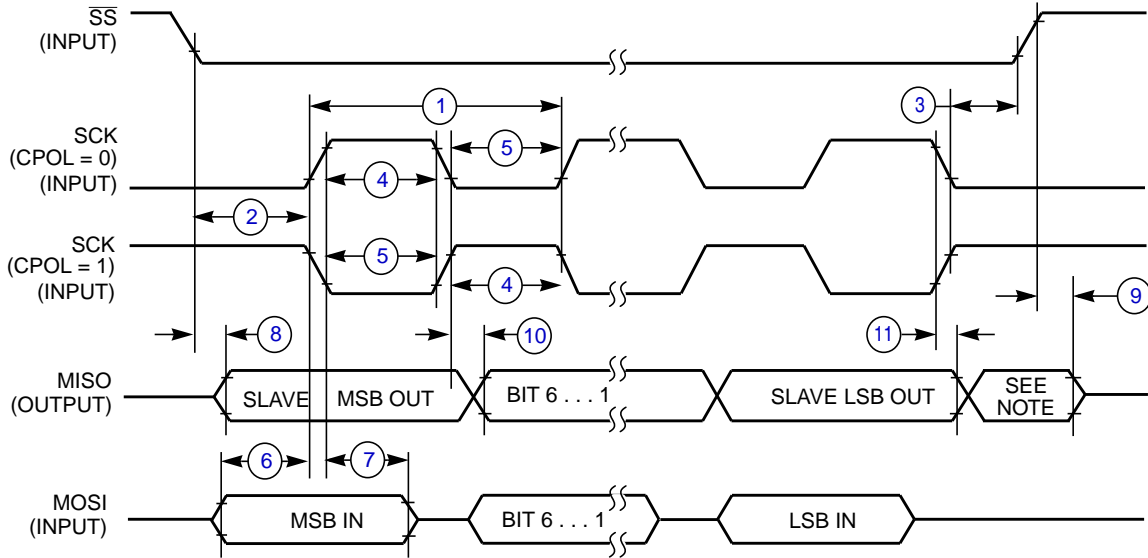 SS
(INPUT)
1
3
SCK
(CPOL = 0)
(INPUT)
5
4
2
SCK
(CPOL = 1)
(INPUT)
5
4
9
8
10
11
MISO
(OUTPUT)
SLAVE
MSB OUT
BIT 6 . . . 1
SLAVE LSB OUT
SEE
NOTE
6
7
MOSI
(INPUT)
MSB IN
BIT 6 . . . 1
LSB IN